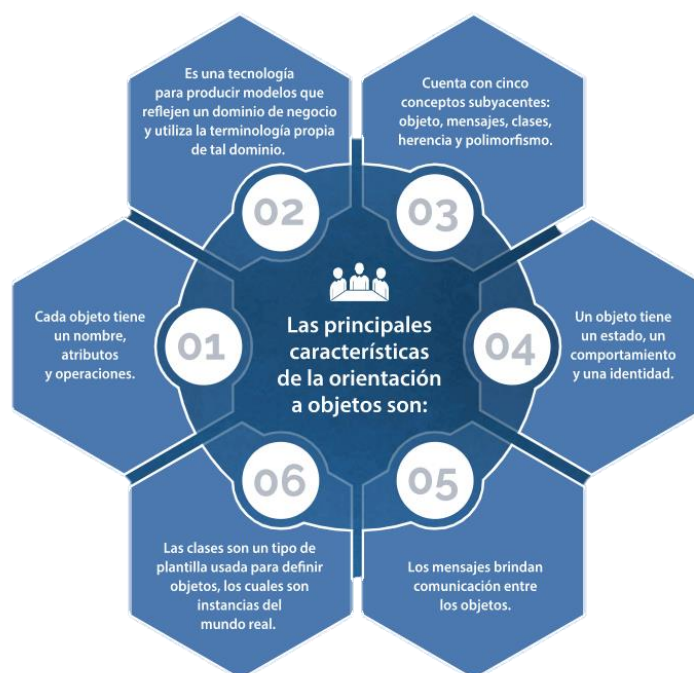 Las principales
características
de la orientación
a objetos son:
01
Cada objeto tiene
un nombre,
atributos
y operaciones.
02
Es una tecnología
para producir modelos que
reflejen un dominio de negocio
y utiliza la terminología propia
de tal dominio.
03
Cuenta con cinco
conceptos subyacentes:
objeto, mensajes, clases,
herencia y polimorfismo.
04
Un objeto tiene
un estado, un
comportamiento
y una identidad.
05
Los mensajes brindan
comunicación entre
los objetos.
06
Las clases son un tipo de
plantilla usada para definir
objetos, los cuales son
instancias del
mundo real.